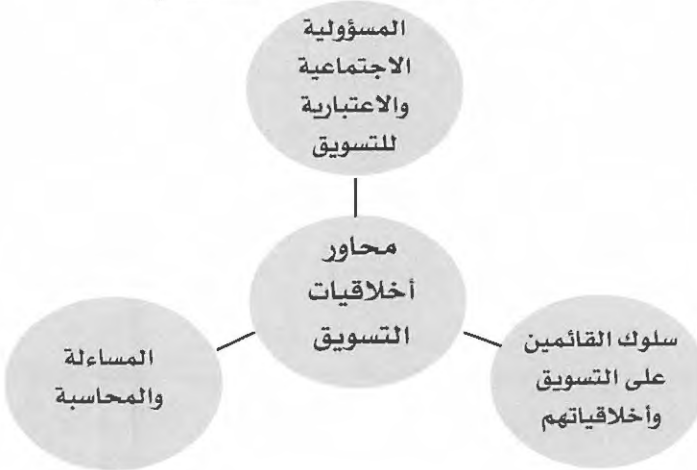 المسؤولية
الاجتماعية
والاعتبارية
للتسويق
محاور
أخلاقيات
التسويق
سلوك القائمين
على التسويق
وأخلاقياتهم
المساءلة
والمحاسبة